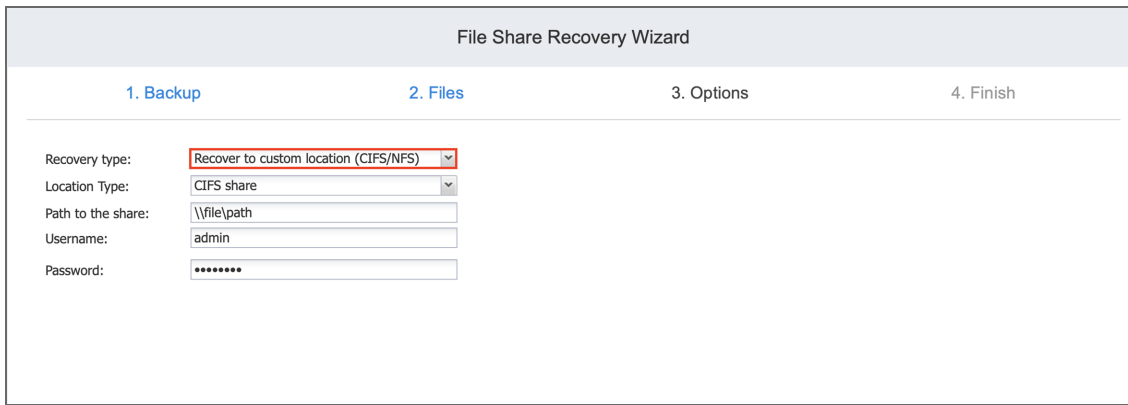 File Share Recovery Wizard
1. Backup 2. Files 3. Options 4. Finish
Recovery type: Recover to custom location (CIFS/NFS)
Location Type: CIFS share
Path to the share: \\file\path
Username: admin
Password: ••••••••